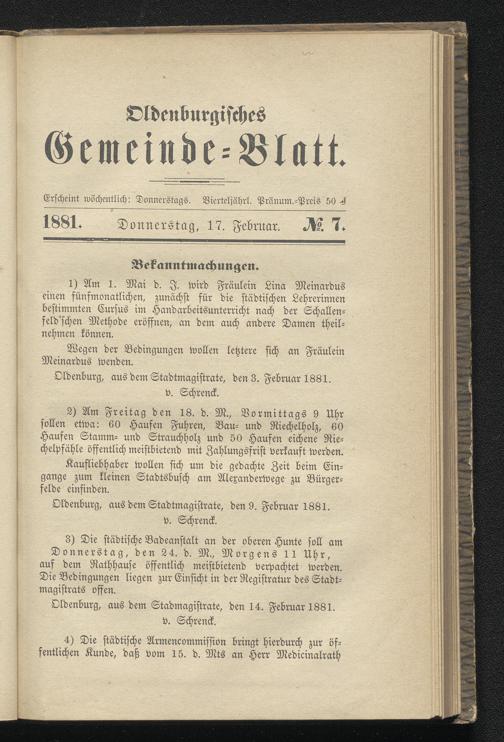 Oldenburgisches
Gemeinde-Blatt.
Erscheint wöchentlich: Donnerstags. Vierteljährl. Pränum.-Preis 50 ₰
1881. Donnerstag, 17. Februar. №. 7.
Bekanntmachungen.
1) Am 1. Mai d. J. wird Fräulein Lina Meinardus
einen fünfmonatlichen, zunächst für die städtischen Lehrerinnen
bestimmten Cursus im Handarbeitsunterricht nach der Schallen-
feld'schen Methode eröffnen, an dem auch andere Damen theil-
nehmen können.
Wegen der Bedingungen wollen letztere sich an Fräulein
Meinardus wenden.
Oldenburg, aus dem Stadtmagistrate, den 3. Februar 1881.
v. Schrenck.
2) Am Freitag den 18. d. M., Vormittags 9 Uhr
sollen etwa: 60 Haufen Fuhren, Bau- und Riechelholz, 60
Haufen Stamm- und Strauchholz und 50 Haufen eichene Rie-
chelpfähle öffentlich meistbietend mit Zahlungsfrist verkauft werden.
Kaufliebhaber wollen sich um die gedachte Zeit beim Ein-
gange zum kleinen Stadtbusch am Alexanderwege zu Bürger-
felde einfinden.
Oldenburg, aus dem Stadtmagistrate, den 9. Februar 1881.
v. Schrenck.
3) Die städtische Badeanstalt an der oberen Hunte soll am
Donnerstag, den 24. d. M., Morgens 11 Uhr,
auf dem Rathhause öffentlich meistbietend verpachtet werden.
Die Bedingungen liegen zur Einsicht in der Registratur des Stadt-
magistrats offen.
Oldenburg, aus dem Stadmagistrate, den 14. Februar 1881.
v. Schrenck.
4) Die städtische Armencommission bringt hierdurch zur öf-
fentlichen Kunde, daß vom 15. d. Mts an Herr Medicinalrath